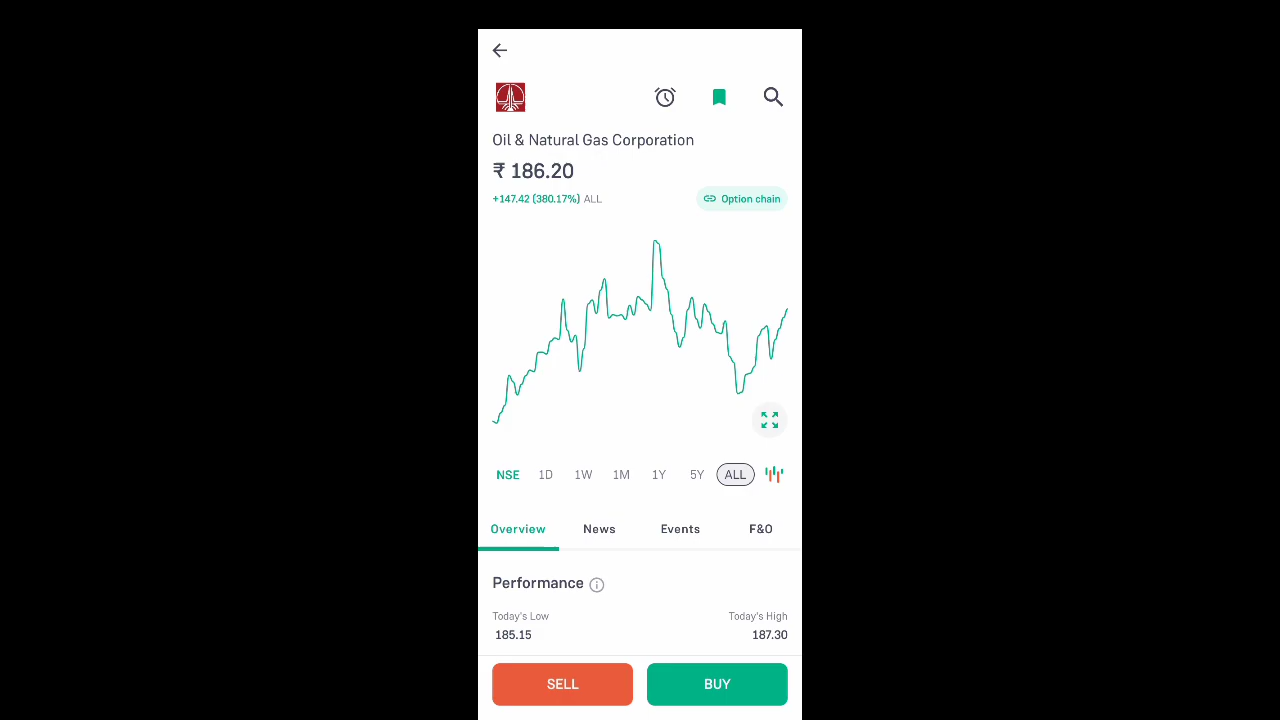 Oil & Natural Gas Corporation
₹ 186.20
+147.42 (380.17%) ALL
Option chain
NSE 1D 1W 1M 1Y 5Y ALL
Overview News Events F&O
Performance
Today's Low Today's High
185.15 187.30
SELL BUY